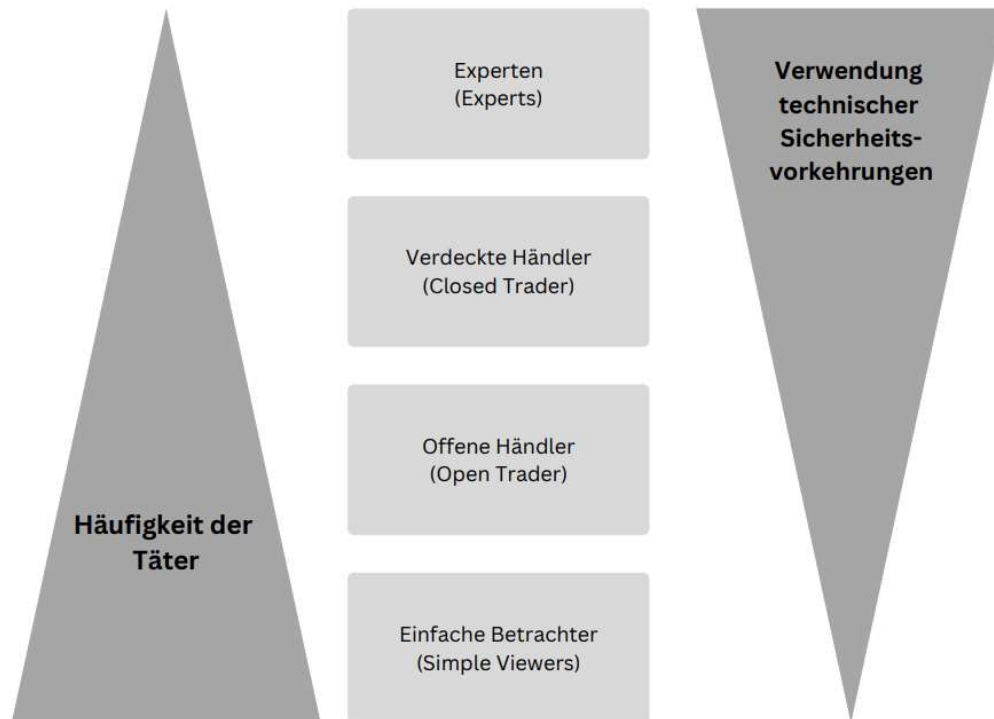 Experten
(Experts)
Verwendung
technischer
Sicherheits-
vorkehrungen
Verdeckte Händler
(Closed Trader)
Offene Händler
(Open Trader)
Häufigkeit der
Täter
Einfache Betrachter
(Simple Viewers)